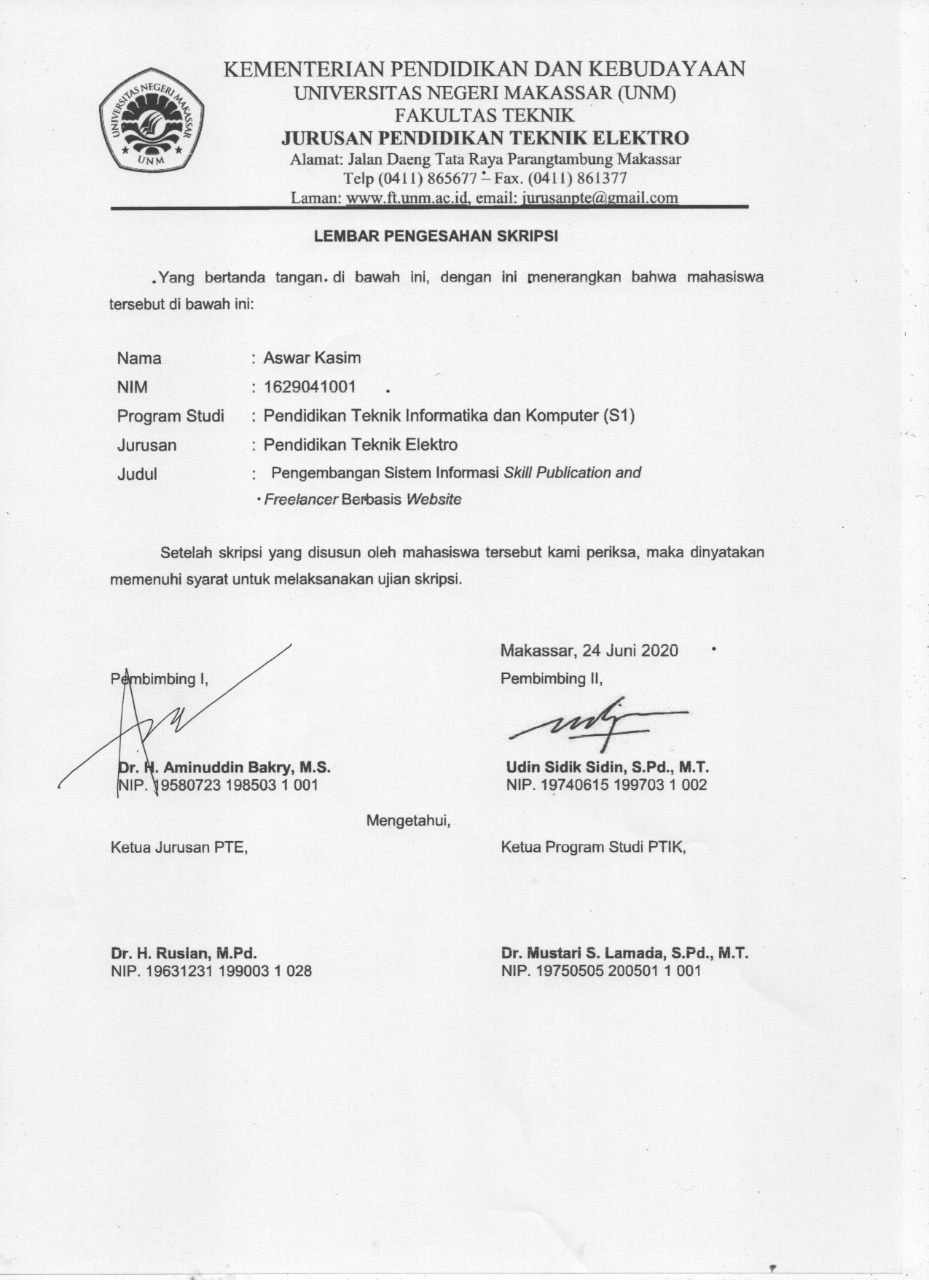 UNIVERSITAS NEGERI MAKASSAR
UNM
KEMENTERIAN PENDIDIKAN DAN KEBUDAYAAN
UNIVERSITAS NEGERI MAKASSAR (UNM)
FAKULTAS TEKNIK
JURUSAN PENDIDIKAN TEKNIK ELEKTRO
Alamat: Jalan Daeng Tata Raya Parangtambung Makassar
Telp (0411) 865677 – Fax. (0411) 861377
Laman: www.ft.unm.ac.id, email: jurusanpte@gmail.com
LEMBAR PENGESAHAN SKRIPSI
Yang bertanda tangan di bawah ini, dengan ini menerangkan bahwa mahasiswa
tersebut di bawah ini:
Nama : Aswar Kasim
NIM : 1629041001
Program Studi : Pendidikan Teknik Informatika dan Komputer (S1)
Jurusan : Pendidikan Teknik Elektro
Judul : Pengembangan Sistem Informasi Skill Publication and
Freelancer Berbasis Website
Setelah skripsi yang disusun oleh mahasiswa tersebut kami periksa, maka dinyatakan
memenuhi syarat untuk melaksanakan ujian skripsi.
Makassar, 24 Juni 2020
Pembimbing I, Pembimbing II,
Dr. H. Aminuddin Bakry, M.S. Udin Sidik Sidin, S.Pd., M.T.
NIP. 19580723 198503 1 001 NIP. 19740615 199703 1 002
Mengetahui,
Ketua Jurusan PTE, Ketua Program Studi PTIK,
Dr. H. Ruslan, M.Pd. Dr. Mustari S. Lamada, S.Pd., M.T.
NIP. 19631231 199003 1 028 NIP. 19750505 200501 1 001